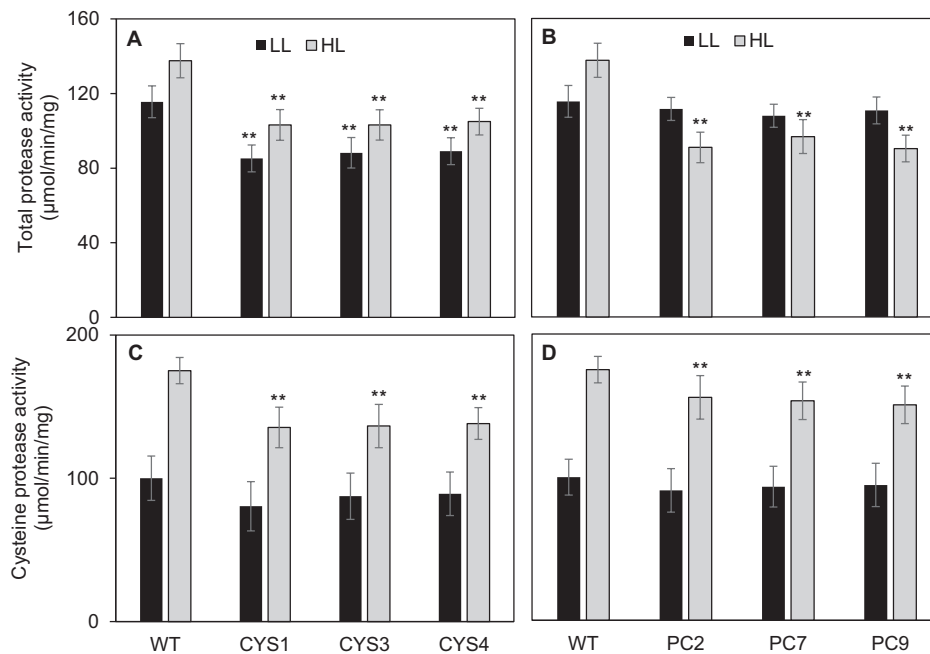 A
LL HL
160
120
80
40
0
Total protease activity
(µmol/min/mg)
**
**
**
**
**
**
B
LL HL
**
**
**
C
200
100
0
Cysteine protease activity
(µmol/min/mg)
**
**
**
WT CYS1 CYS3 CYS4
D
**
**
**
WT PC2 PC7 PC9